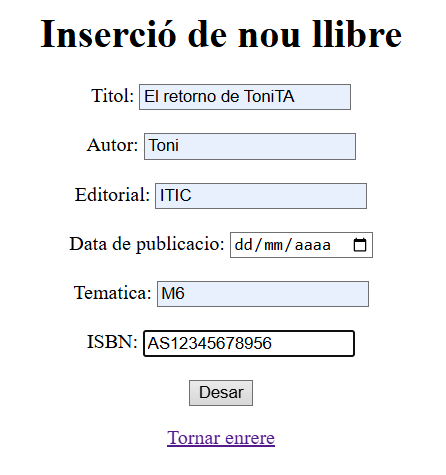 Inserció de nou llibre
Titol: El retorno de ToniTA
Autor: Toni
Editorial: ITIC
Data de publicacio: dd/mm/aaaa
Tematica: M6
ISBN: AS12345678956
Desar
Tornar enrere